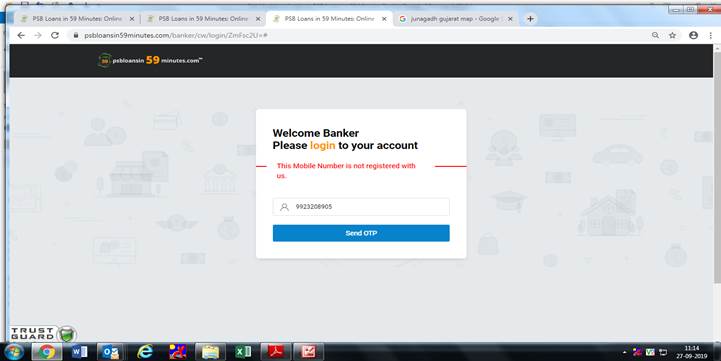 PSB Loans in 59 Minutes: Online
PSB Loans in 59 Minutes: Online
PSB Loans in 59 Minutes: Online
junagadh gujarat map - Google
psbloansin59minutes.com/banker/cw/login/ZmFsc2U=#
psbloansin 59 minutes.com™
Welcome Banker
Please login to your account
This Mobile Number is not registered with
us.
9923208905
Send OTP
TRUST
GUARD
11:14
27-09-2019